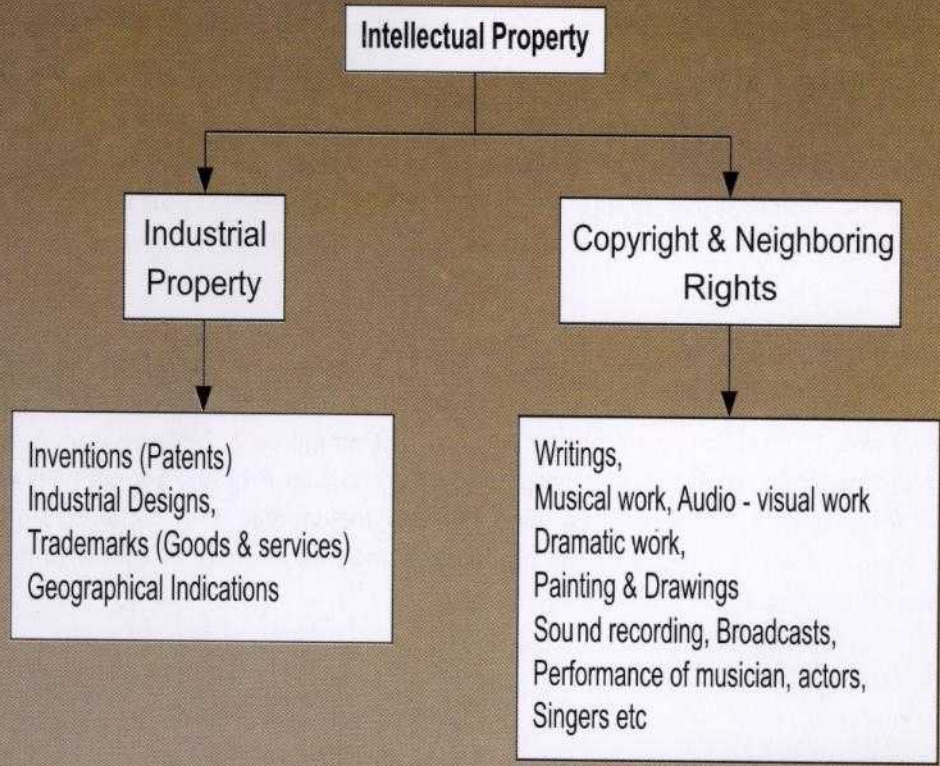 Intellectual Property
Industrial
Property
Copyright & Neighboring
Rights
Inventions (Patents)
Industrial Designs,
Trademarks (Goods & services)
Geographical Indications
Writings,
Musical work, Audio - visual work
Dramatic work,
Painting & Drawings
Sound recording, Broadcasts,
Performance of musician, actors,
Singers etc